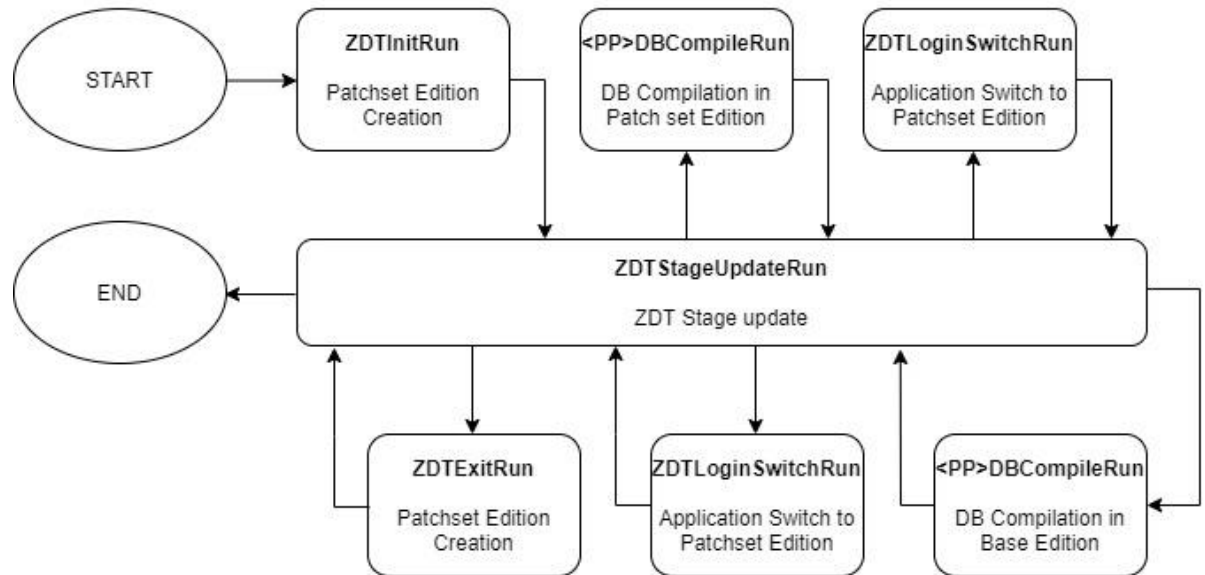 START
ZDTInitRun
Patchset Edition
Creation
<PP>DBCompileRun
DB Compilation in
Patch set Edition
ZDTLoginSwitchRun
Application Switch to
Patchset Edition
END
ZDTStageUpdateRun
ZDT Stage update
ZDTExitRun
Patchset Edition
Creation
ZDTLoginSwitchRun
Application Switch to
Patchset Edition
<PP>DBCompileRun
DB Compilation in
Base Edition